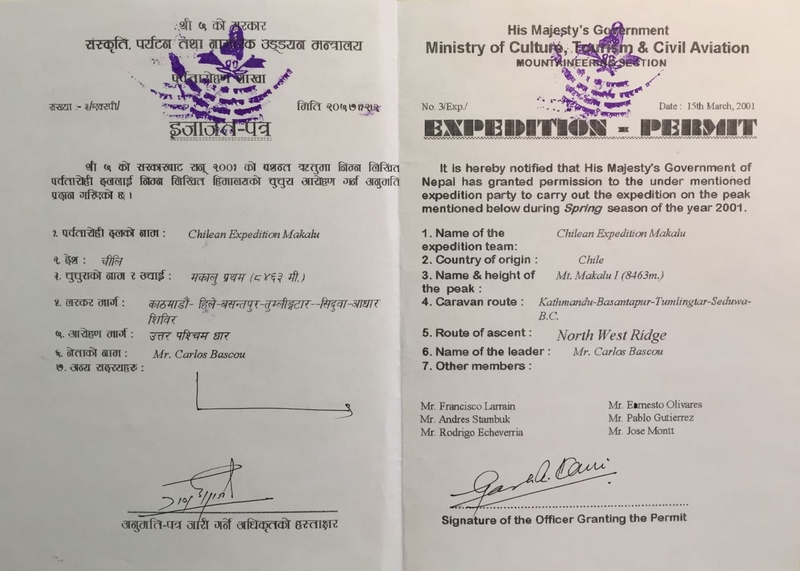 श्री ५ को सरकार
संस्कृति, पर्यटन तथा नागरिक उड्डयन मन्त्रालय
पर्वतारोहण शाखा
संख्या :- ३/एक्स्पी/
मिति २०५७।१२।२
इजाजत-पत्र
श्री ५ को सरकारबाट सन् २००१ को वसन्त ऋतुमा निम्न लिखित
पर्वतारोही दललाई निम्न लिखित हिमालको चुचुरा आरोहण गर्न अनुमति
प्रदान गरिएको छ ।
१. पर्वतारोही दलको नाम : Chilean Expedition Makalu
२. देश : चीलि
३. चुचुराको नाम र उचाई : मकालु प्रथम (८४६३ मी.)
४. लस्कर मार्ग : काठमाडौं- हिले-बसन्तपुर-तुम्लीङ्गटार--सिदुवा-आधार
शिविर
५. आरोहण मार्ग : उत्तर पश्चिम धार
६. नेताको नाम : Mr. Carlos Bascou
७. अन्य सदस्यहरु :
अनुमति-पत्र जारी गर्ने अधिकृतको हस्ताक्षर
His Majesty's Government
Ministry of Culture, Tourism & Civil Aviation
MOUNTAINEERING SECTION
No. 3/Exp./
Date : 15th March, 2001
EXPEDITION - PERMIT
It is hereby notified that His Majesty's Government of
Nepal has granted permission to the under mentioned
expedition party to carry out the expedition on the peak
mentioned below during Spring season of the year 2001.
1. Name of the Chilean Expedition Makalu
expedition team:
2. Country of origin : Chile
3. Name & height of Mt. Makalu I (8463m.)
the peak :
4. Caravan route : Kathmandu-Basantapur-Tumlingtar-Seduwa-
B.C.
5. Route of ascent : North West Ridge
6. Name of the leader : Mr. Carlos Bascou
7. Other members :
Mr. Francisco Larrain Mr. Ernesto Olivares
Mr. Andres Stambuk Mr. Pablo Gutierrez
Mr. Rodrigo Echeverria Mr. Jose Montt
Signature of the Officer Granting the Permit